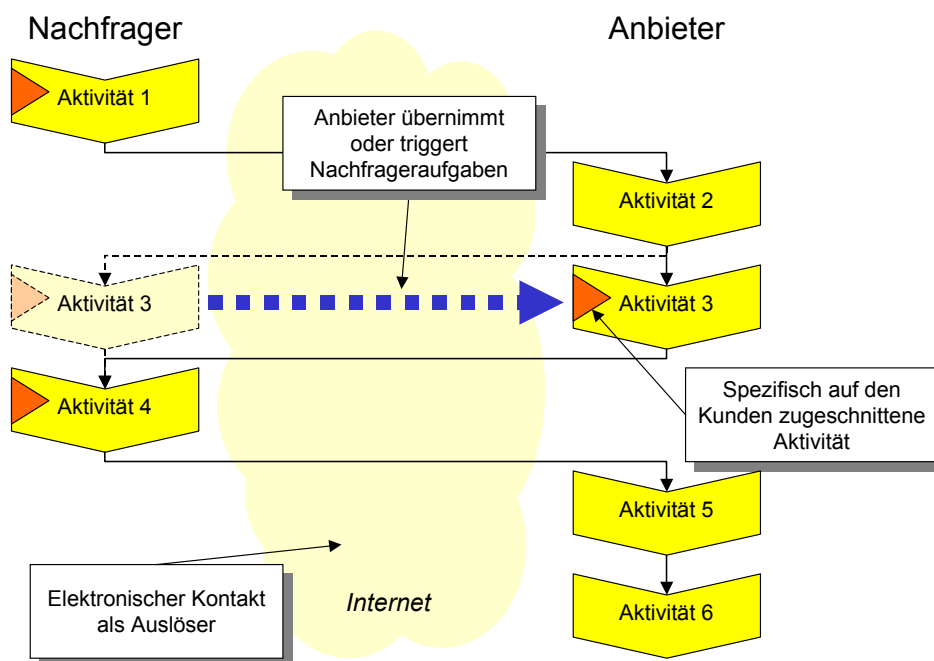 Nachfrager
Anbieter
Aktivität 1
Anbieter übernimmt
oder triggert
Nachfrageraufgaben
Aktivität 2
Aktivität 3
Aktivität 3
Aktivität 4
Spezifisch auf den
Kunden zugeschnittene
Aktivität
Aktivität 5
Elektronischer Kontakt
als Auslöser
Internet
Aktivität 6